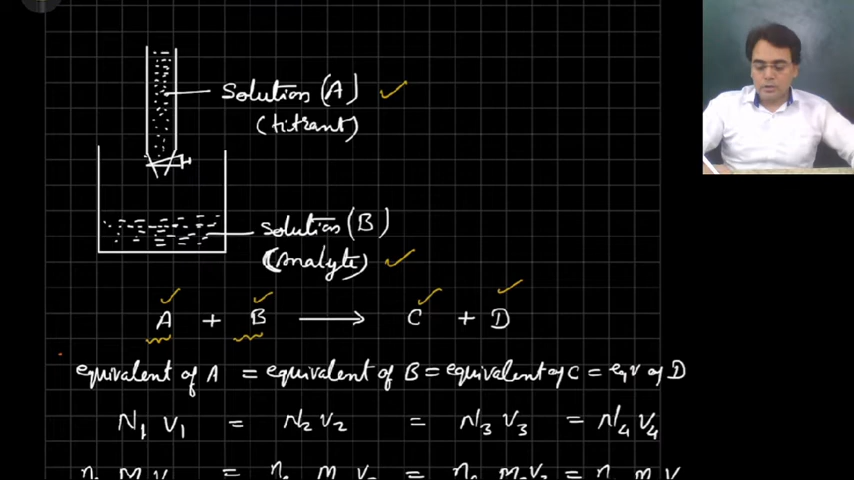 Solution (A)
(titrant)
Solution (B)
(Analyte)
A + B ⟶ C + D
equivalent of A = equivalent of B = equivalent of C = eqv of D
N₁ V₁ = N₂ V₂ = N₃ V₃ = N₄ V₄